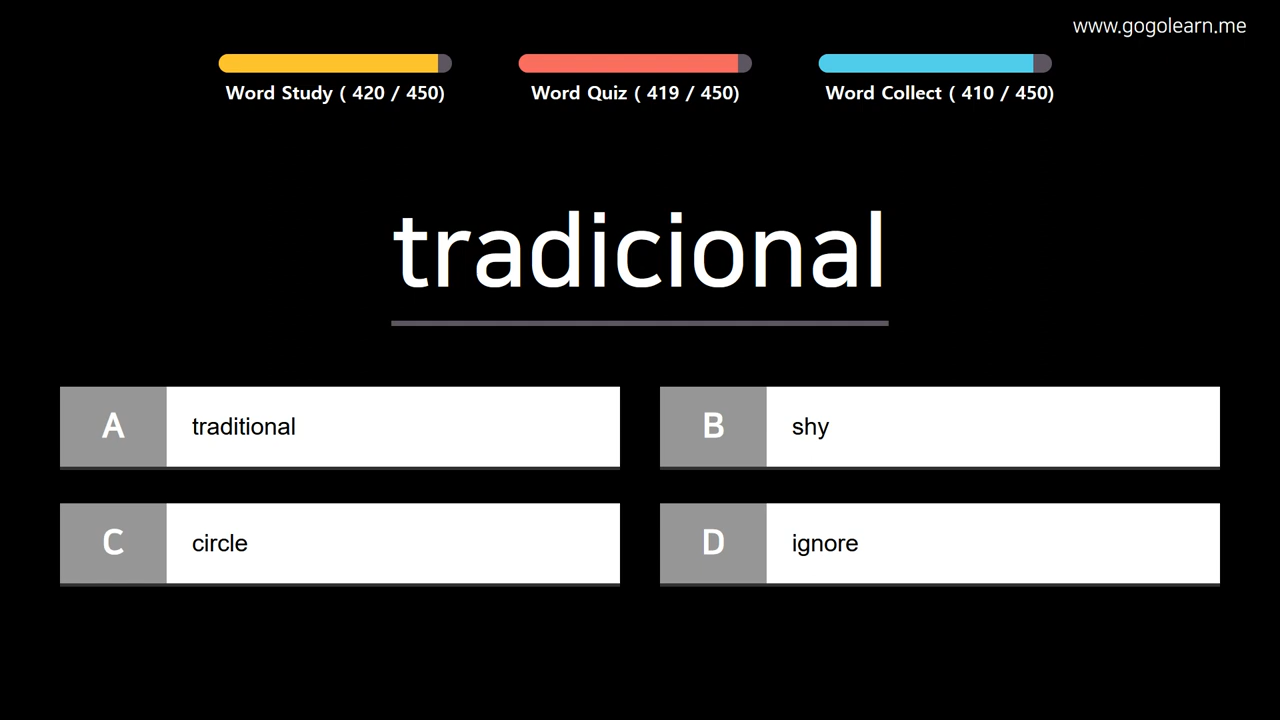 www.gogolearn.me
Word Study ( 420 / 450)
Word Quiz ( 419 / 450)
Word Collect ( 410 / 450)
tradicional
A traditional
B shy
C circle
D ignore